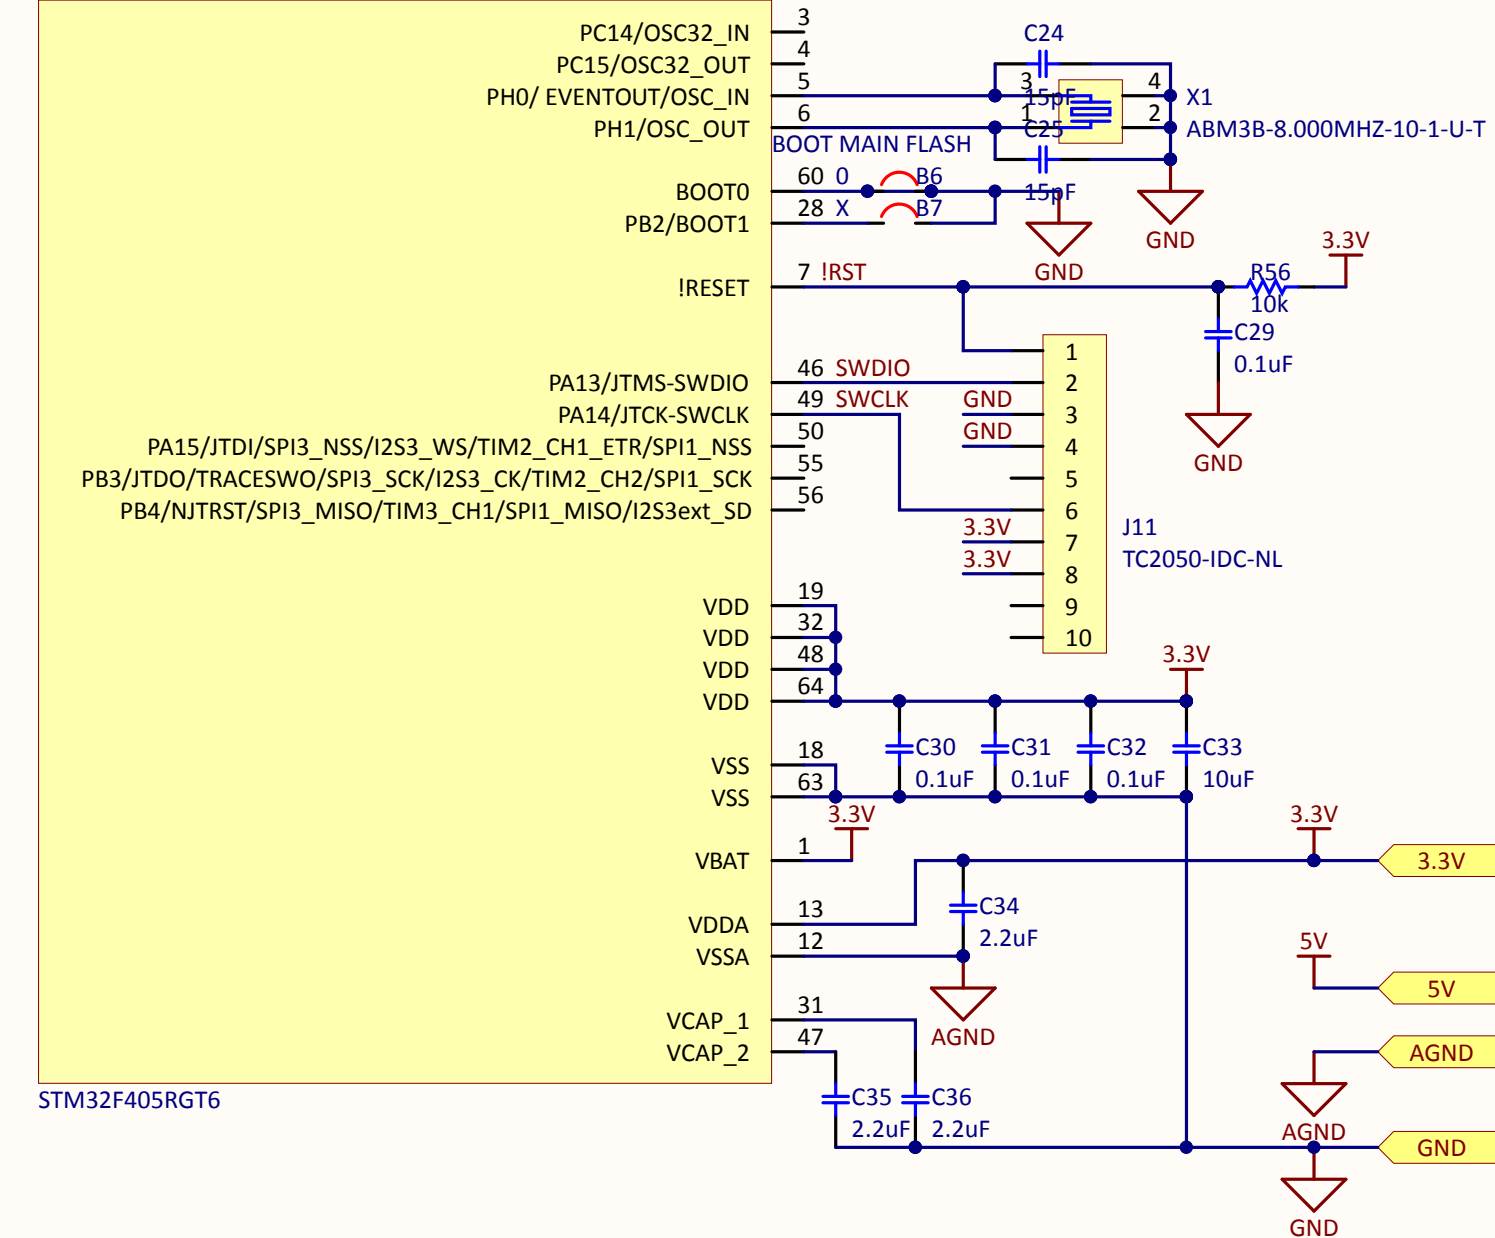 PC14/OSC32_IN 3
PC15/OSC32_OUT 4
PH0/ EVENTOUT/OSC_IN 5
PH1/OSC_OUT 6
C24
15pF
3
1
4
2
X1
ABM3B-8.000MHZ-10-1-U-T
C25
15pF
GND
BOOT MAIN FLASH
BOOT0 60 0 B6
PB2/BOOT1 28 X B7
GND
!RESET 7 !RST
R56
10k
3.3V
C29
0.1uF
GND
PA13/JTMS-SWDIO 46 SWDIO
PA14/JTCK-SWCLK 49 SWCLK
PA15/JTDI/SPI3_NSS/I2S3_WS/TIM2_CH1_ETR/SPI1_NSS 50
PB3/JTDO/TRACESWO/SPI3_SCK/I2S3_CK/TIM2_CH2/SPI1_SCK 55
PB4/NJTRST/SPI3_MISO/TIM3_CH1/SPI1_MISO/I2S3ext_SD 56
1
2
GND 3
GND 4
5
6
3.3V 7
3.3V 8
9
10
J11
TC2050-IDC-NL
VDD 19
VDD 32
VDD 48
VDD 64
3.3V
VSS 18
VSS 63
C30
0.1uF
C31
0.1uF
C32
0.1uF
C33
10uF
VBAT 1
3.3V
3.3V
3.3V
VDDA 13
VSSA 12
C34
2.2uF
AGND
5V
5V
VCAP_1 31
VCAP_2 47
AGND
AGND
C35
2.2uF
C36
2.2uF
GND
GND
STM32F405RGT6